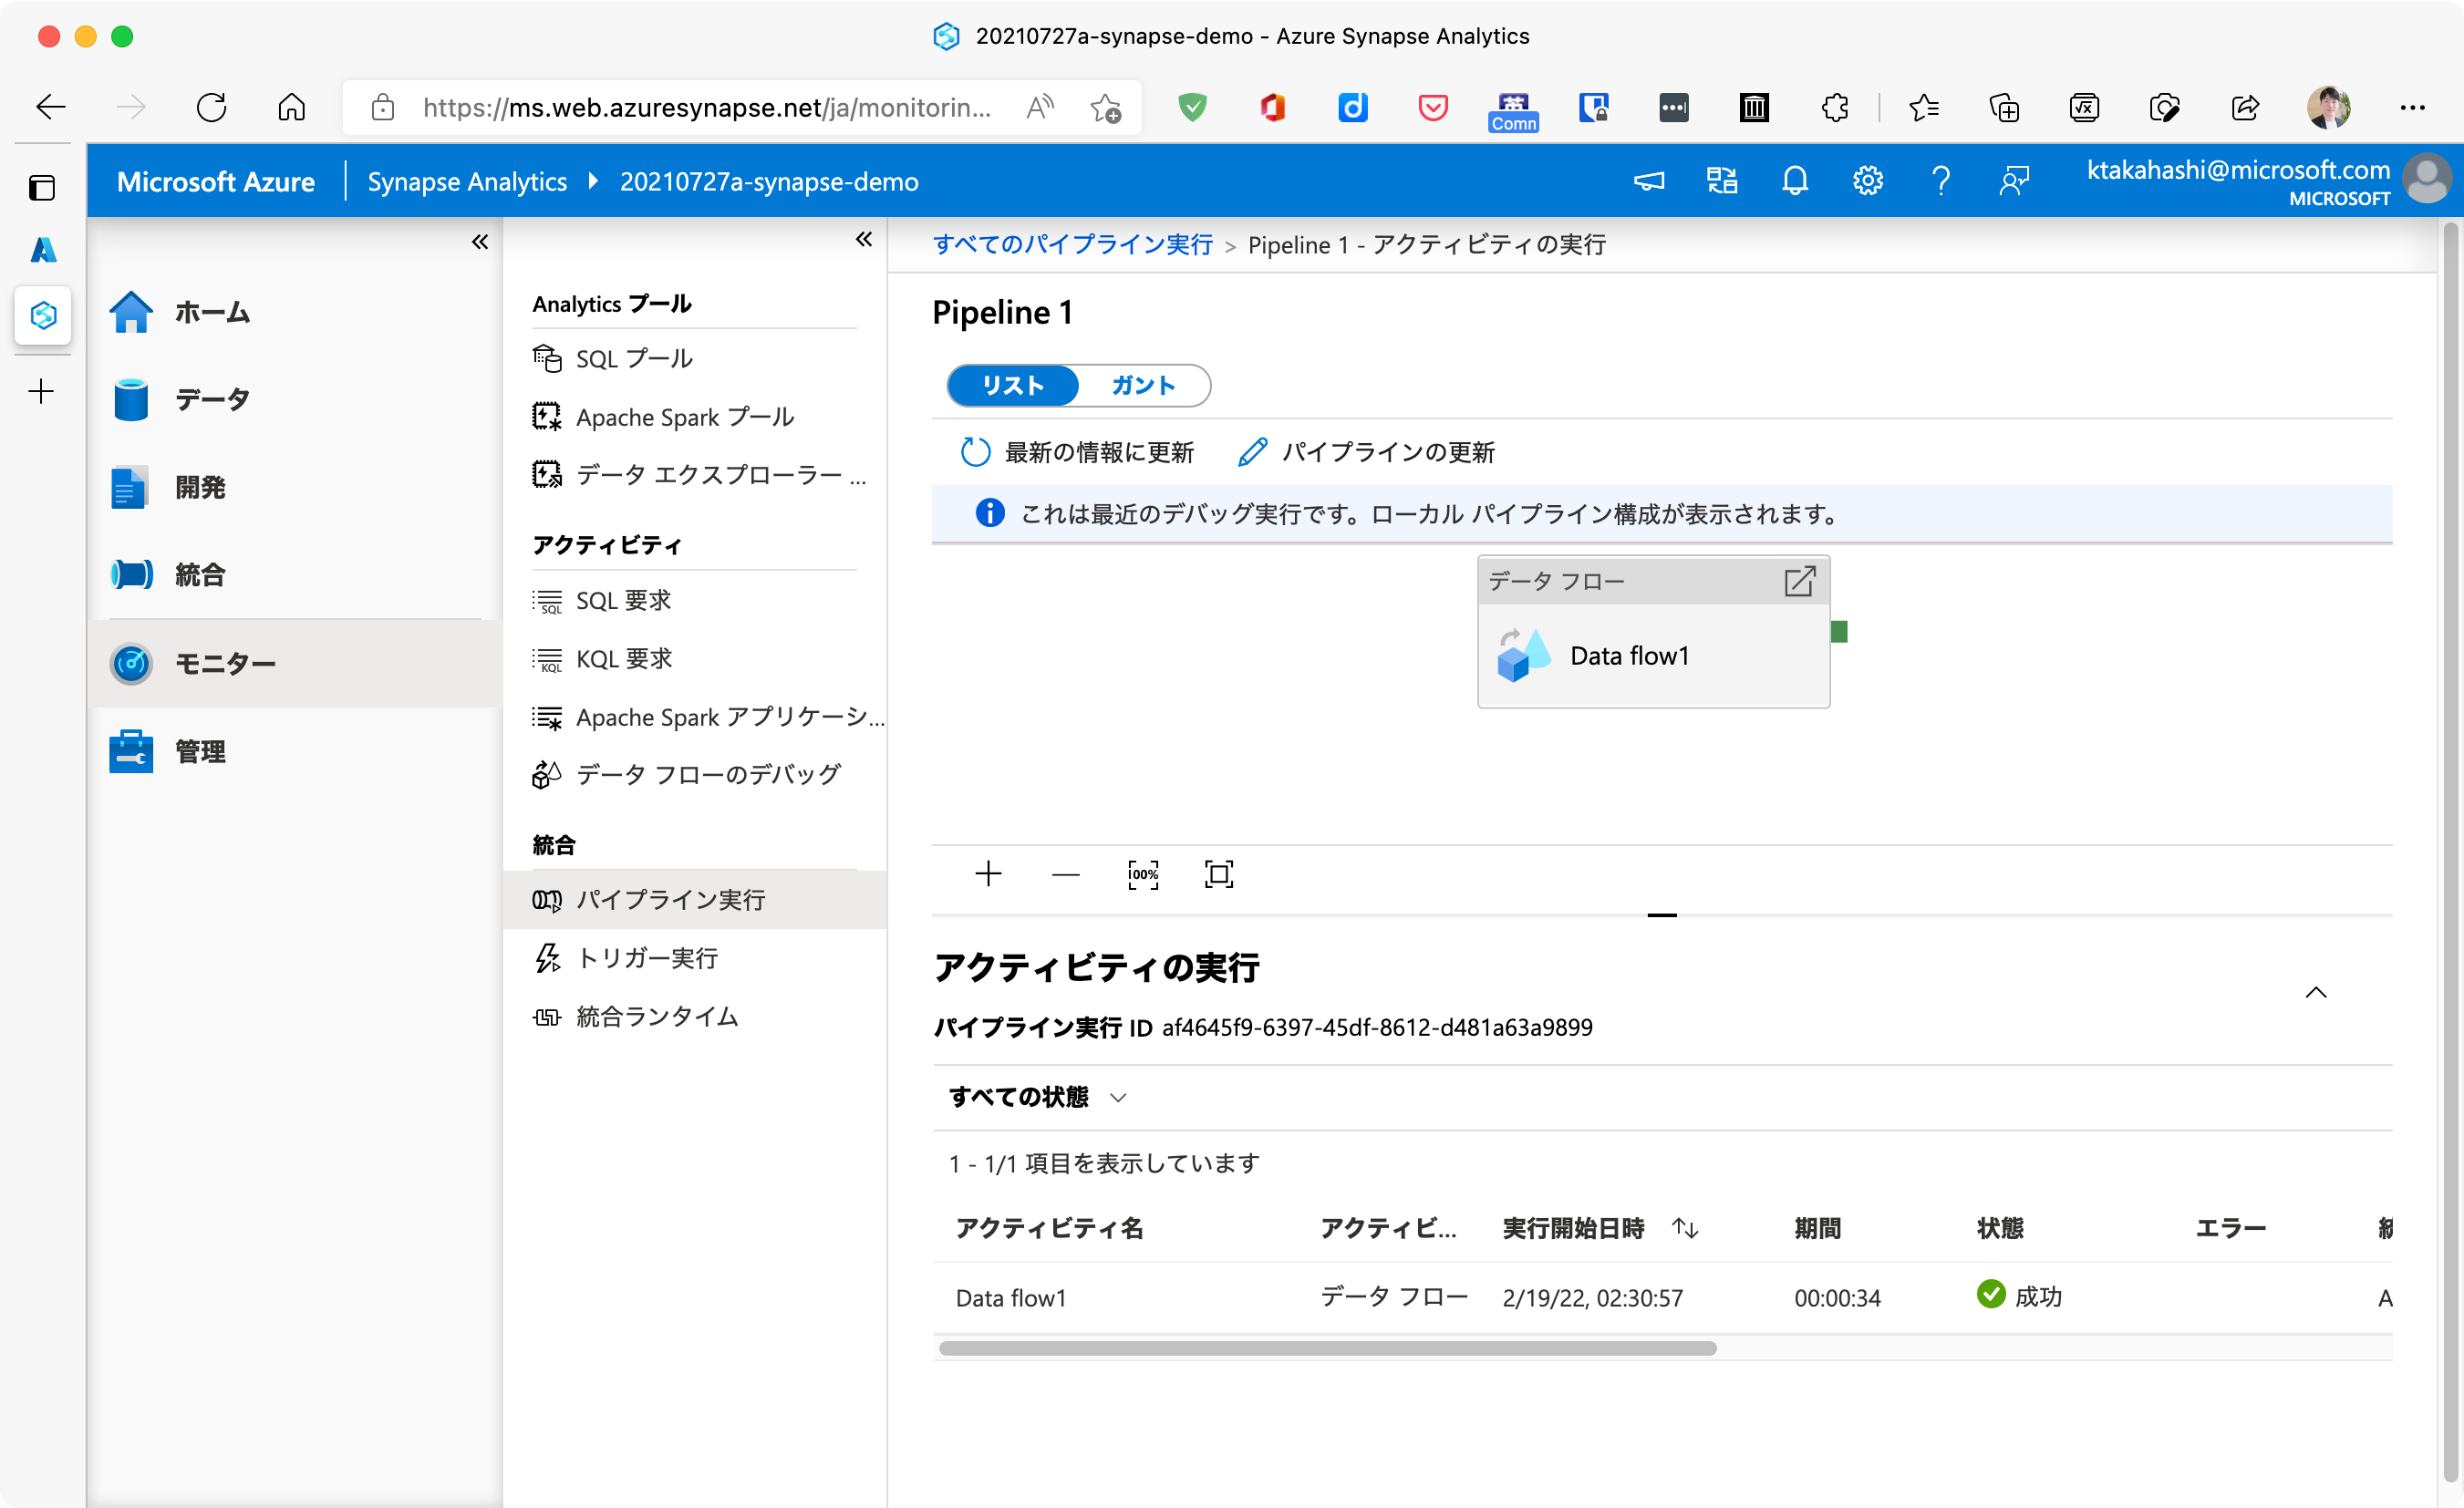 20210727a-synapse-demo - Azure Synapse Analytics
https://ms.web.azuresynapse.net/ja/monitorin...
英
Comn
Microsoft Azure
Synapse Analytics
20210727a-synapse-demo
ktakahashi@microsoft.com
MICROSOFT
ホーム
データ
開発
統合
モニター
管理
Analytics プール
SQL プール
Apache Spark プール
データ エクスプローラー ...
アクティビティ
SQL 要求
KQL 要求
Apache Spark アプリケーシ...
データ フローのデバッグ
統合
パイプライン実行
トリガー実行
統合ランタイム
すべてのパイプライン実行 > Pipeline 1 - アクティビティの実行
Pipeline 1
リスト ガント
最新の情報に更新 パイプラインの更新
これは最近のデバッグ実行です。ローカル パイプライン構成が表示されます。
データ フロー
Data flow1
アクティビティの実行
パイプライン実行 ID af4645f9-6397-45df-8612-d481a63a9899
すべての状態
1 - 1/1 項目を表示しています
アクティビティ名 アクティビ... 実行開始日時 期間 状態 エラー
Data flow1 データ フロー 2/19/22, 02:30:57 00:00:34 成功 A